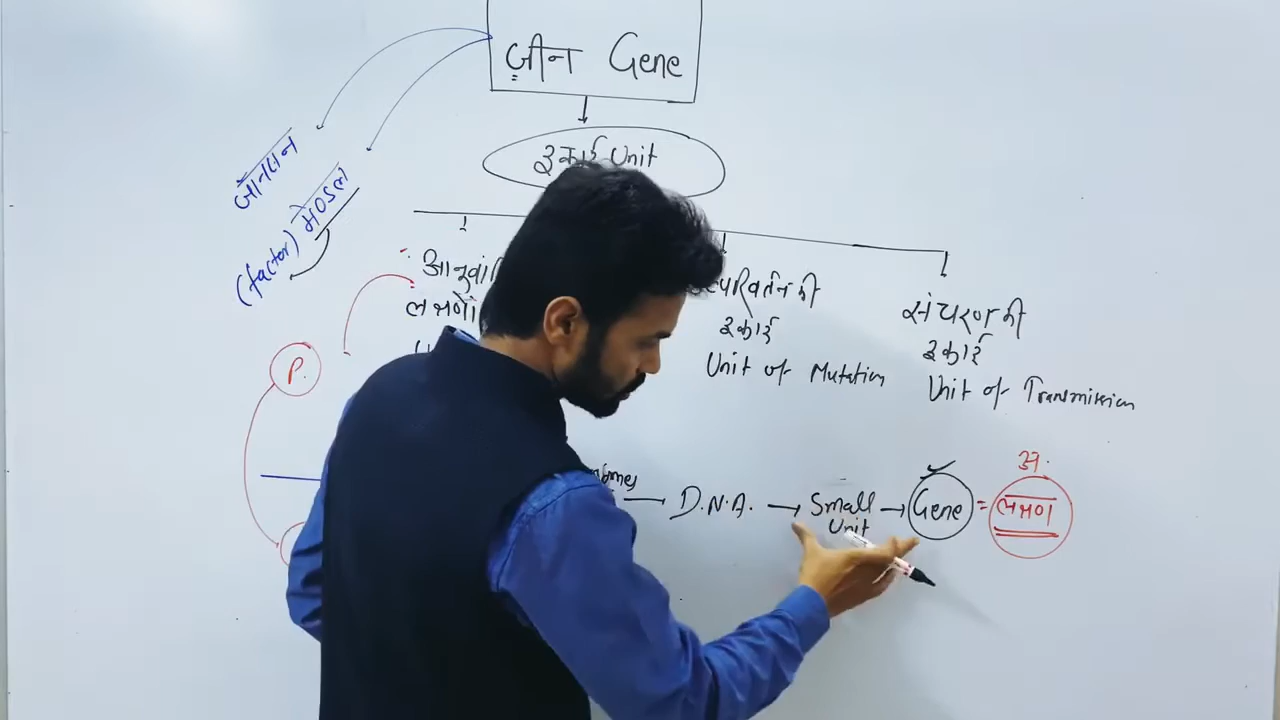 जीन Gene
इकाई Unit
जॉनसन
(factor) मेण्डल
आनुवां
लक्षणों
परिवर्तन की
इकाई
Unit of Mutation
संचरण की
इकाई
Unit of Transmission
P.
D.N.A. → Small Unit → Gene = लक्षण
आ.